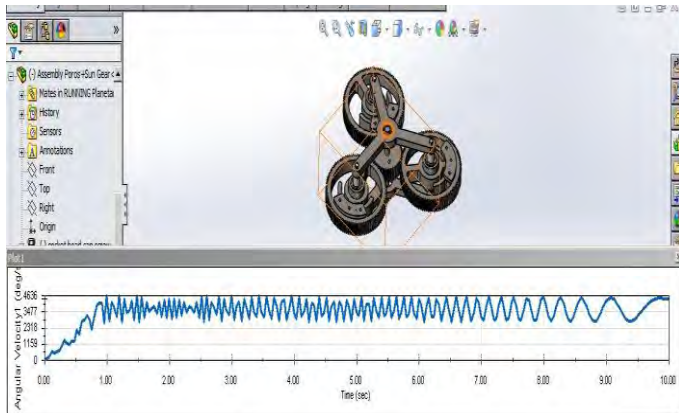 (-) Assembly Poros+Sun Gear
Mates in RUNNING Planeta
History
Sensors
Annotations
Front
Top
Right
Origin
Plot1
Angular Velocity1 (deg/s
4636
3477
2318
1159
0
0.00 1.00 2.00 3.00 4.00 5.00 6.00 7.00 8.00 9.00 10.00
Time (sec)